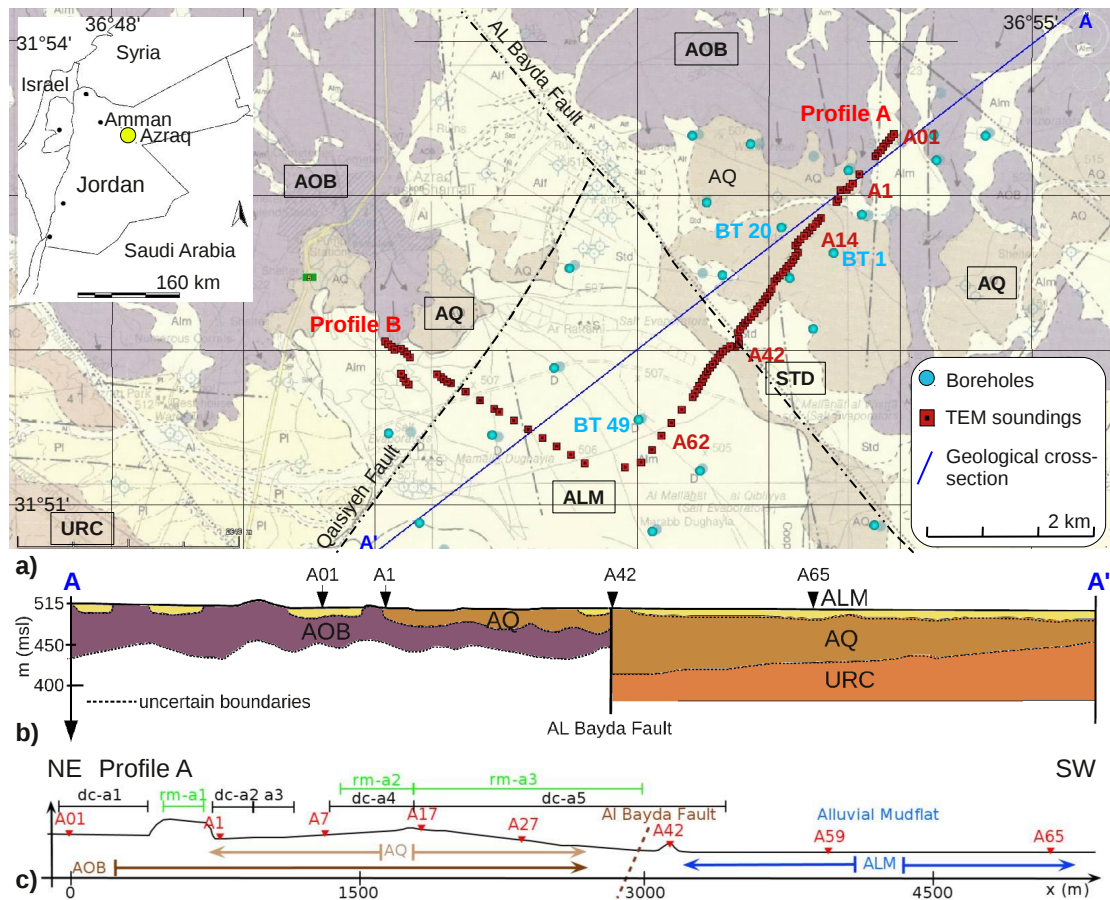 36°48'
31°54'
Syria
Israel
Amman
Azraq
Jordan
Saudi Arabia
160 km
36°55'
A
AL Bayda Fault
AOB
Profile A
A01
AOB
AQ
A1
BT 20
A14
BT 1
AQ
AQ
Profile B
A42
STD
BT 49
A62
ALM
Qaisiyeh Fault
31°51'
URC
A'
Boreholes
TEM soundings
Geological cross-
section
2 km
a)
A
A01
A1
A42
A65
ALM
A'
515
450
400
m (msl)
AOB
AQ
AQ
URC
uncertain boundaries
AL Bayda Fault
b)
NE Profile A
SW
rm-a2
rm-a3
dc-a1
rm-a1
dc-a2
a3
dc-a4
dc-a5
A01
A1
A7
A17
A27
Al Bayda Fault
A42
Alluvial Mudflat
A59
A65
AQ
AOB
ALM
c)
0
1500
3000
4500
x (m)